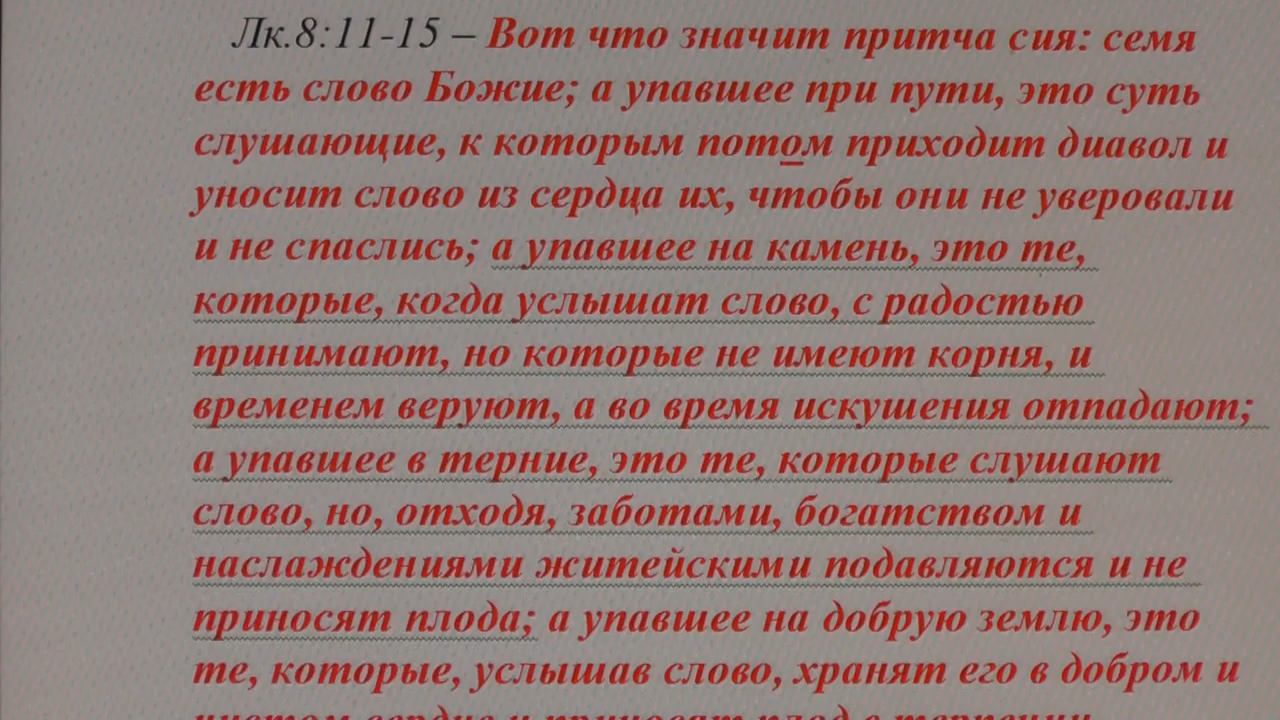 Лк.8:11-15 – Вот что значит притча сия: семя
есть слово Божие; а упавшее при пути, это суть
слушающие, к которым потом приходит диавол и
уносит слово из сердца их, чтобы они не уверовали
и не спаслись; а упавшее на камень, это те,
которые, когда услышат слово, с радостью
принимают, но которые не имеют корня, и
временем веруют, а во время искушения отпадают;
а упавшее в терние, это те, которые слушают
слово, но, отходя, заботами, богатством и
наслаждениями житейскими подавляются и не
приносят плода; а упавшее на добрую землю, это
те, которые, услышав слово, хранят его в добром и